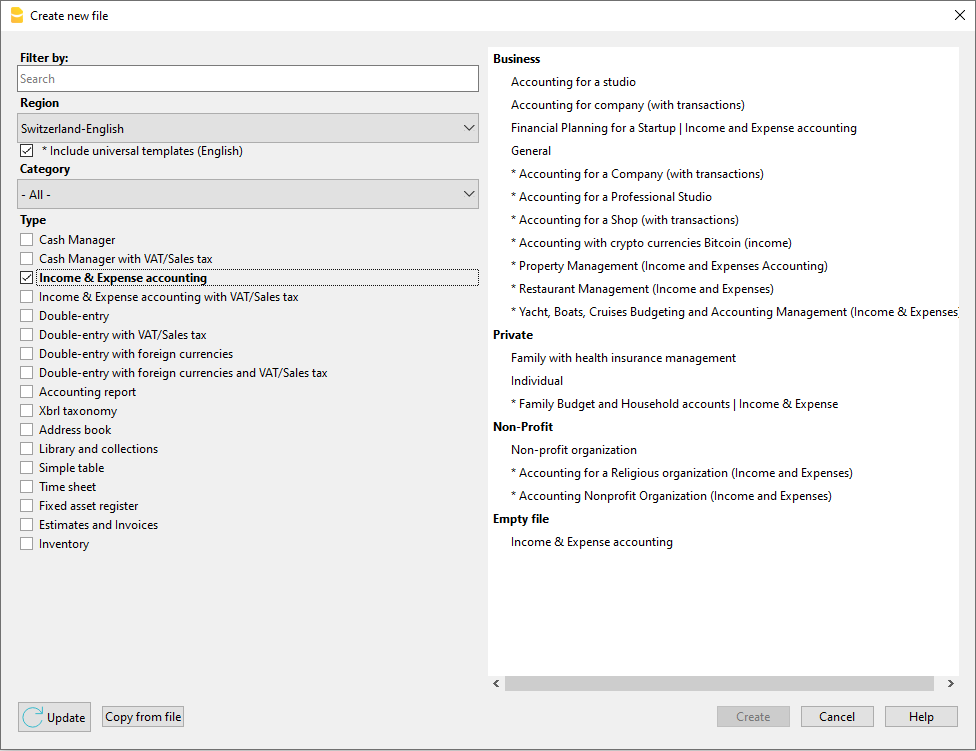 Create new file
Filter by:
Search
Region
Switzerland-English
* Include universal templates (English)
Category
- All -
Type
Cash Manager
Cash Manager with VAT/Sales tax
Income & Expense accounting
Income & Expense accounting with VAT/Sales tax
Double-entry
Double-entry with VAT/Sales tax
Double-entry with foreign currencies
Double-entry with foreign currencies and VAT/Sales tax
Accounting report
Xbrl taxonomy
Address book
Library and collections
Simple table
Time sheet
Fixed asset register
Estimates and Invoices
Inventory
Business
Accounting for a studio
Accounting for company (with transactions)
Financial Planning for a Startup | Income and Expense accounting
General
* Accounting for a Company (with transactions)
* Accounting for a Professional Studio
* Accounting for a Shop (with transactions)
* Accounting with crypto currencies Bitcoin (income)
* Property Management (Income and Expenses Accounting)
* Restaurant Management (Income and Expenses)
* Yacht, Boats, Cruises Budgeting and Accounting Management (Income & Expenses)
Private
Family with health insurance management
Individual
* Family Budget and Household accounts | Income & Expense
Non-Profit
Non-profit organization
* Accounting for a Religious organization (Income and Expenses)
* Accounting Nonprofit Organization (Income and Expenses)
Empty file
Income & Expense accounting
Update
Copy from file
Create
Cancel
Help